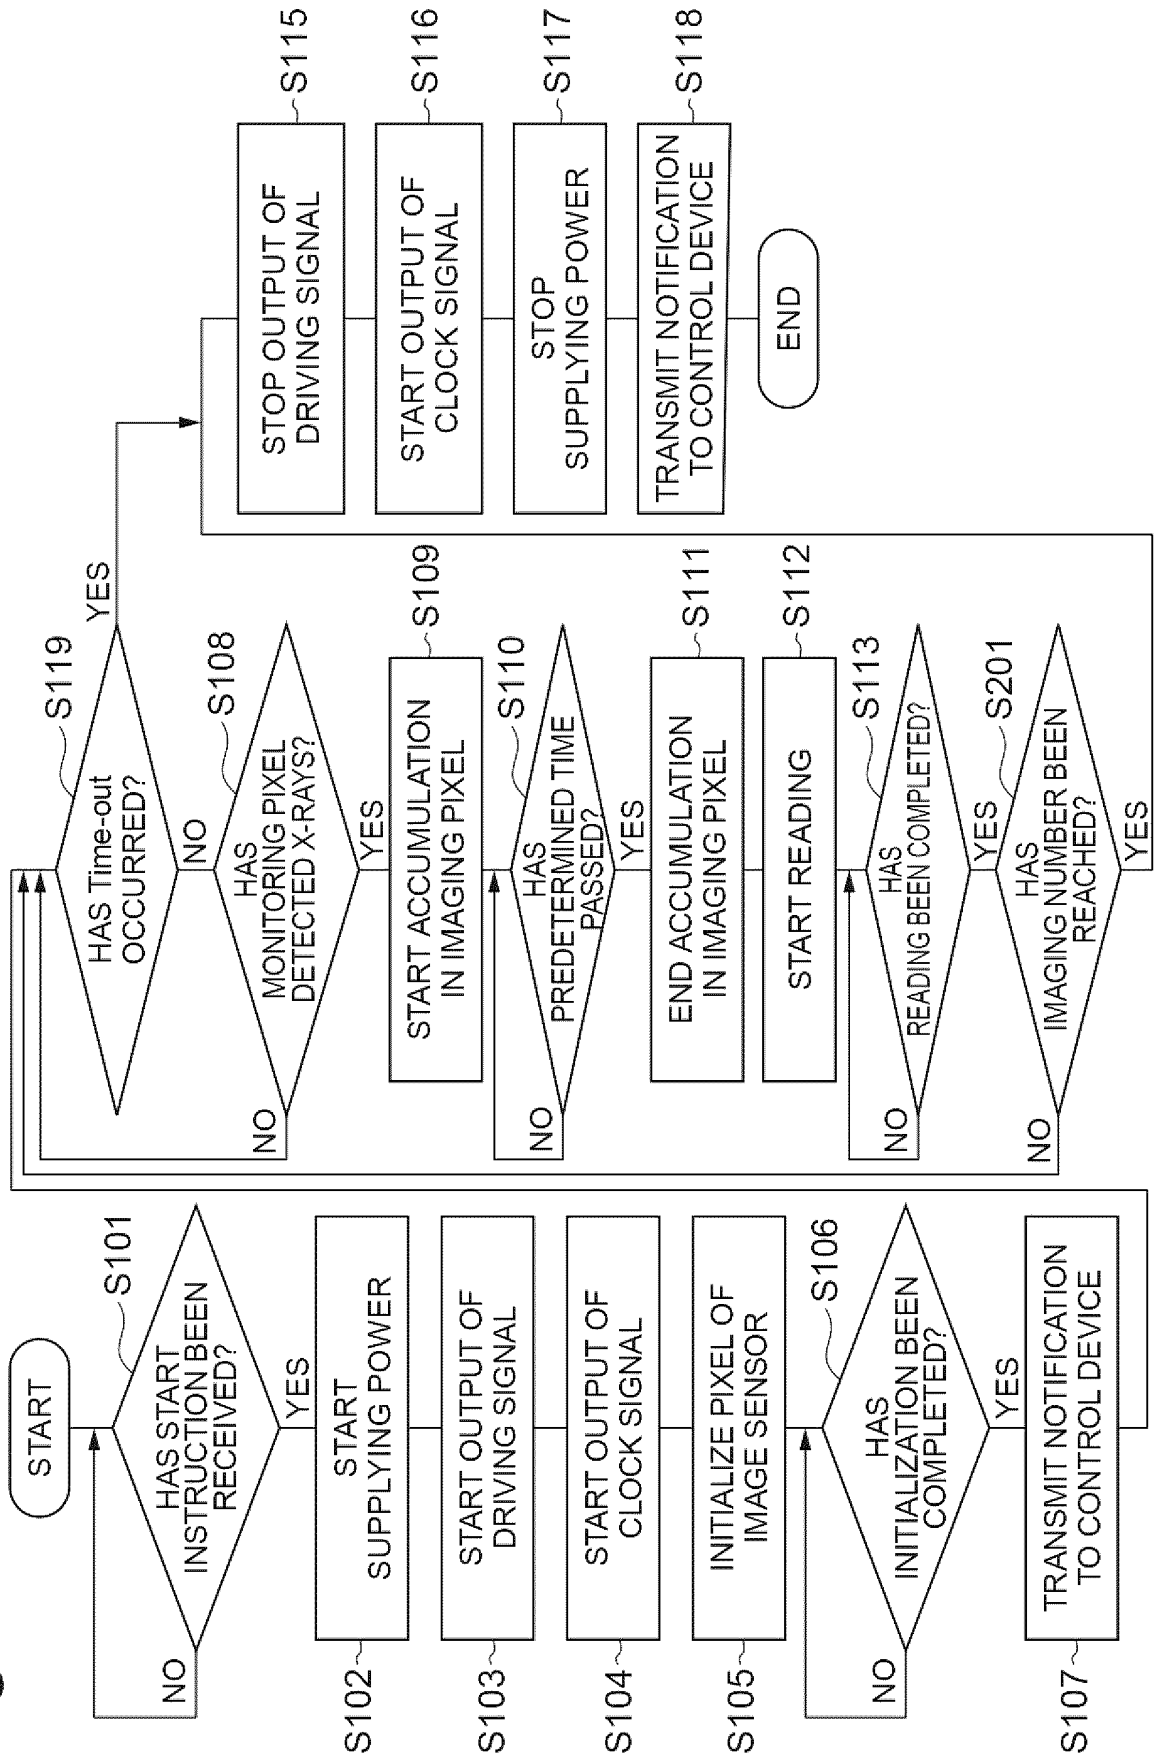 START
S101
HAS START
INSTRUCTION BEEN
RECEIVED?
NO
YES
S102
START
SUPPLYING POWER
S103
START OUTPUT OF
DRIVING SIGNAL
S104
START OUTPUT OF
CLOCK SIGNAL
S105
INITIALIZE PIXEL OF
IMAGE SENSOR
S106
HAS
INITIALIZATION BEEN
COMPLETED?
NO
YES
S107
TRANSMIT NOTIFICATION
TO CONTROL DEVICE
S119
HAS Time-out
OCCURRED?
YES
NO
S108
HAS
MONITORING PIXEL
DETECTED X-RAYS?
NO
YES
S109
START ACCUMULATION
IN IMAGING PIXEL
S110
HAS
PREDETERMINED TIME
PASSED?
NO
YES
S111
END ACCUMULATION
IN IMAGING PIXEL
S112
START READING
S113
HAS
READING BEEN COMPLETED?
NO
YES
S201
HAS
IMAGING NUMBER BEEN
REACHED?
NO
YES
S115
STOP OUTPUT OF
DRIVING SIGNAL
S116
START OUTPUT OF
CLOCK SIGNAL
S117
STOP
SUPPLYING POWER
S118
TRANSMIT NOTIFICATION
TO CONTROL DEVICE
END